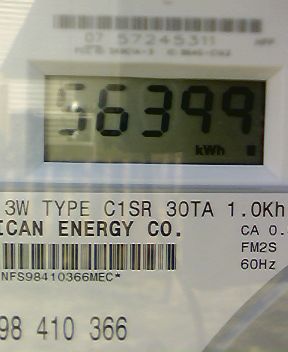 07 57245311
56399
kWh
3W TYPE C1SR 30TA 1.0Kh
ICAN ENERGY CO.
CA 0.
FM2S
60Hz
NFS98410366MEC*
98 410 366